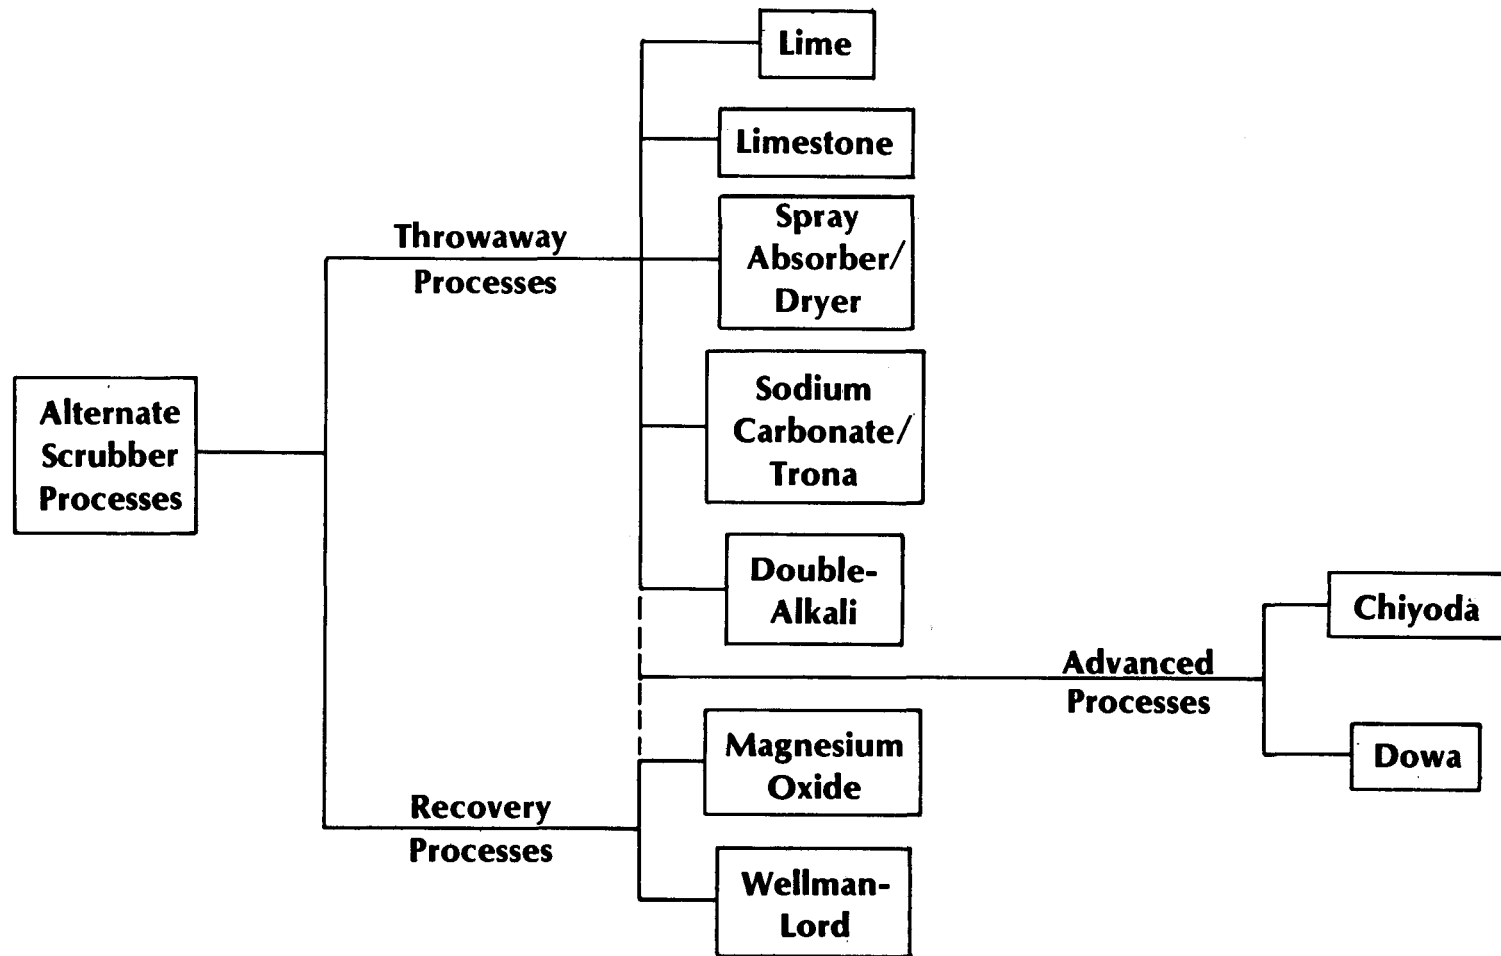 Lime
Limestone
Spray
Absorber/
Dryer
Throwaway
Processes
Sodium
Carbonate/
Trona
Alternate
Scrubber
Processes
Double-
Alkali
Chiyoda
Advanced
Processes
Dowa
Magnesium
Oxide
Recovery
Processes
Wellman-
Lord